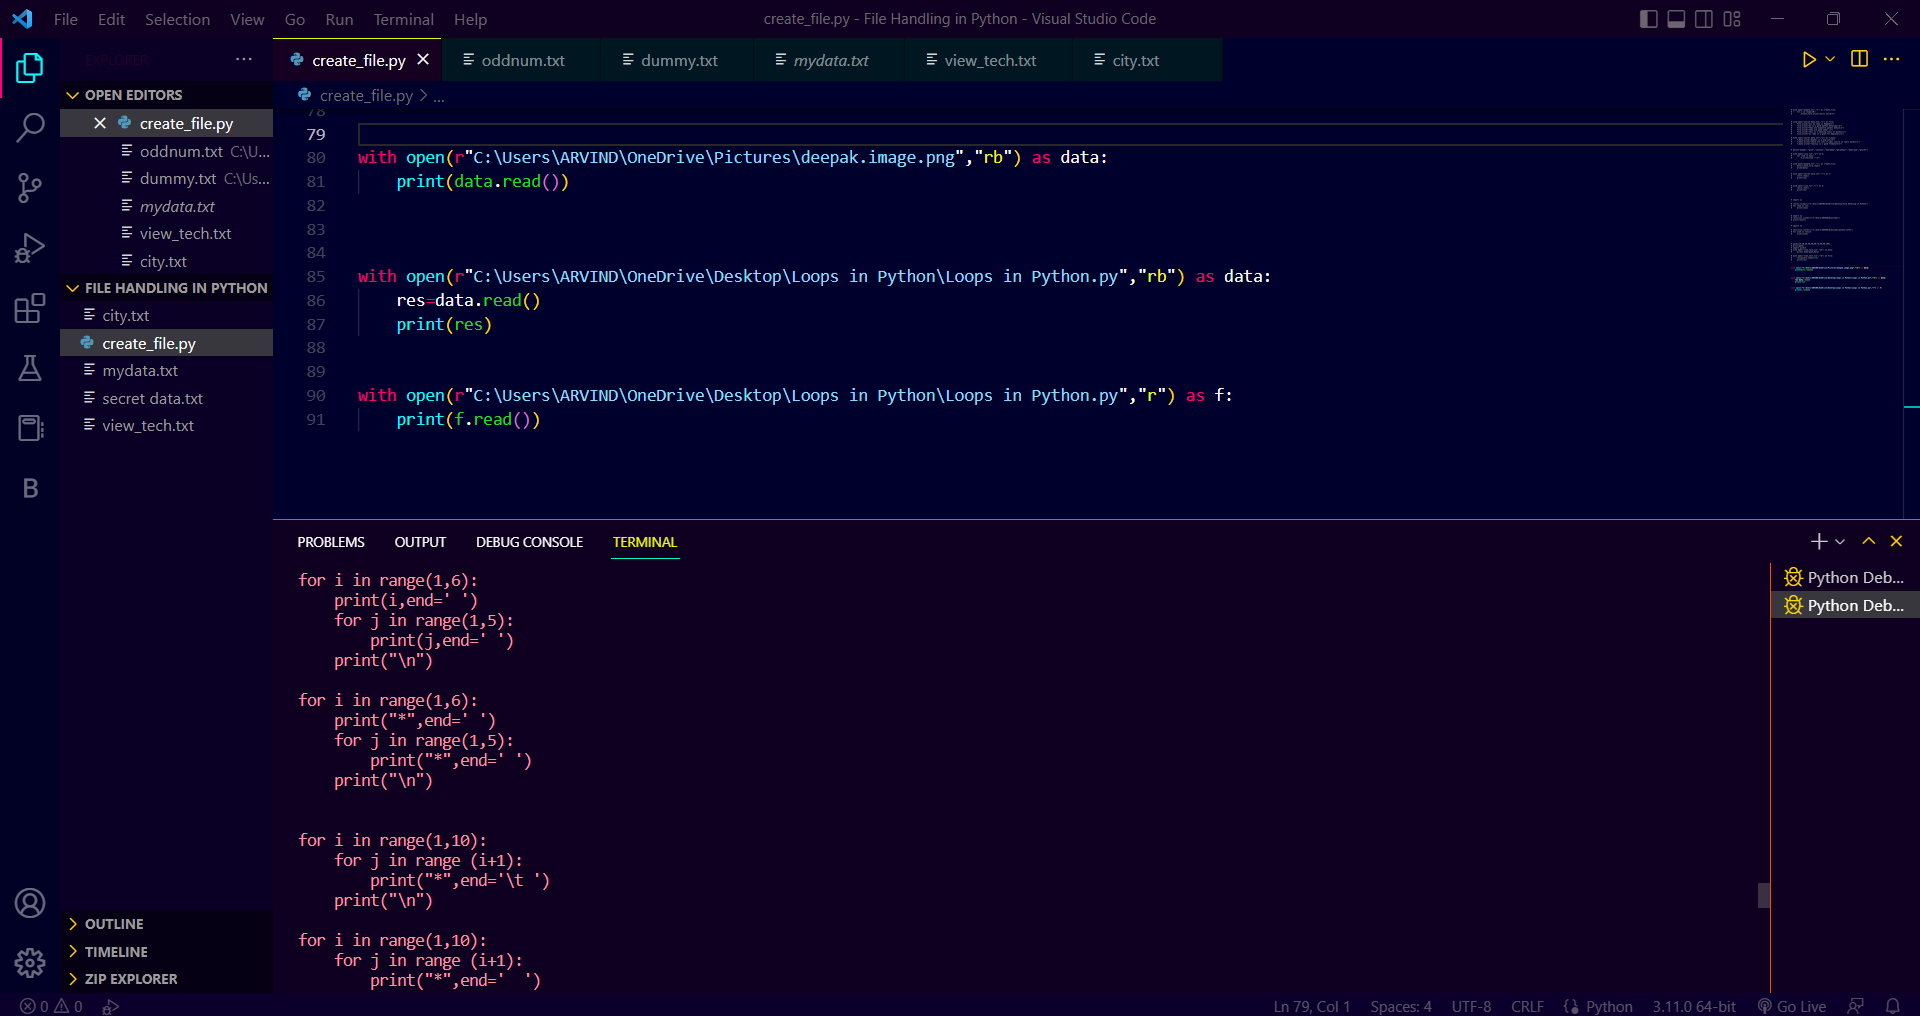 File Edit Selection View Go Run Terminal Help
create_file.py - File Handling in Python - Visual Studio Code
EXPLORER
OPEN EDITORS
create_file.py
oddnum.txt C:\U...
dummy.txt C:\Us...
mydata.txt
view_tech.txt
city.txt
FILE HANDLING IN PYTHON
city.txt
create_file.py
mydata.txt
secret data.txt
view_tech.txt
B
OUTLINE
TIMELINE
ZIP EXPLORER
create_file.py oddnum.txt dummy.txt mydata.txt view_tech.txt city.txt
create_file.py > ...
78
79
80 with open(r"C:\Users\ARVIND\OneDrive\Pictures\deepak.image.png","rb") as data:
81     print(data.read())
82
83
84
85 with open(r"C:\Users\ARVIND\OneDrive\Desktop\Loops in Python\Loops in Python.py","rb") as data:
86     res=data.read()
87     print(res)
88
89
90 with open(r"C:\Users\ARVIND\OneDrive\Desktop\Loops in Python\Loops in Python.py","r") as f:
91     print(f.read())
PROBLEMS OUTPUT DEBUG CONSOLE TERMINAL
for i in range(1,6):
    print(i,end=' ')
    for j in range(1,5):
        print(j,end=' ')
    print("\n")
for i in range(1,6):
    print("*",end=' ')
    for j in range(1,5):
        print("*",end=' ')
    print("\n")
for i in range(1,10):
    for j in range (i+1):
        print("*",end='\t ')
    print("\n")
for i in range(1,10):
    for j in range (i+1):
        print("*",end='  ')
Python Deb...
Python Deb...
0 0
Ln 79, Col 1 Spaces: 4 UTF-8 CRLF Python 3.11.0 64-bit Go Live